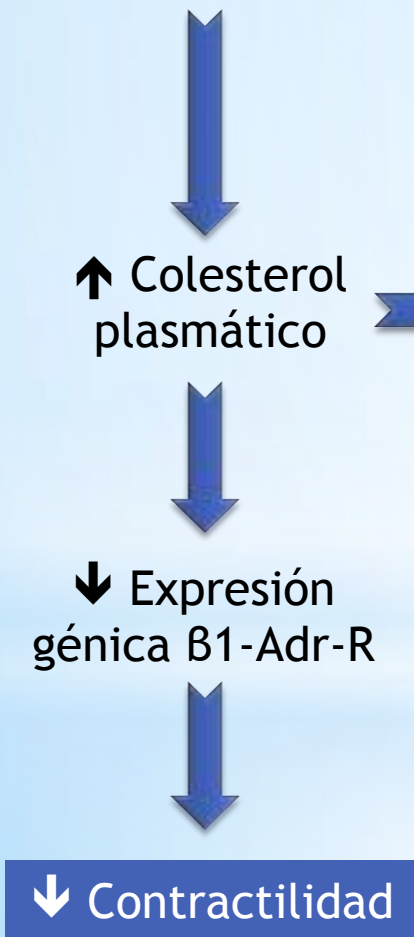 ↑ Colesterol
plasmático
↓ Expresión
génica β1-Adr-R
↓ Contractilidad